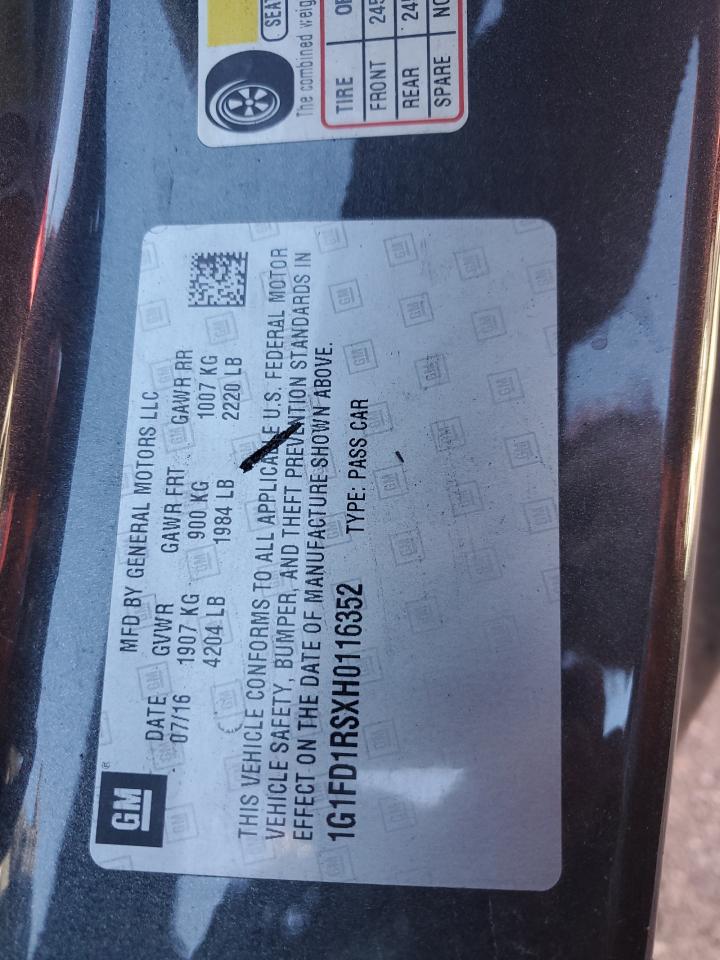 GM
MFD BY GENERAL MOTORS LLC
DATE GVWR GAWR FRT GAWR RR
07/16 1907 KG 900 KG 1007 KG
4204 LB 1984 LB 2220 LB
THIS VEHICLE CONFORMS TO ALL APPLICABLE U.S. FEDERAL MOTOR
VEHICLE SAFETY, BUMPER, AND THEFT PREVENTION STANDARDS IN
EFFECT ON THE DATE OF MANUFACTURE SHOWN ABOVE.
1G1FD1RSXH0116352 TYPE: PASS CAR
The combined
TIRE
FRONT 245
REAR 245
SPARE